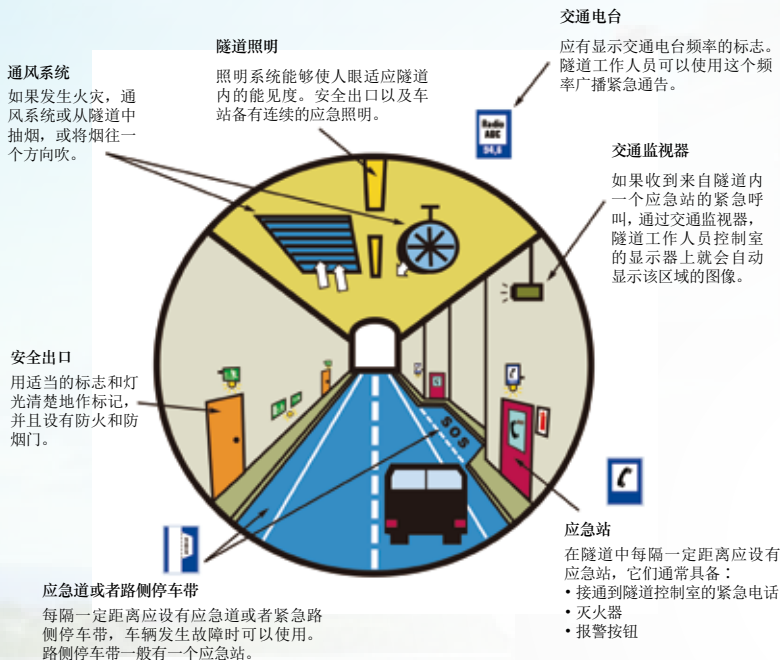 交通电台
应有显示交通电台频率的标志。
隧道工作人员可以使用这个频
率广播紧急通告。
隧道照明
照明系统能够使人眼适应隧道
内的能见度。安全出口以及车
站备有连续的应急照明。
通风系统
如果发生火灾，通
风系统或从隧道中
抽烟，或将烟往一
个方向吹。
Radio
ABC
94,8
交通监视器
如果收到来自隧道内
一个应急站的紧急呼
叫，通过交通监视器，
隧道工作人员控制室
的显示器上就会自动
显示该区域的图像。
安全出口
用适当的标志和灯
光清楚地作标记，
并且设有防火和防
烟门。
SOS
应急站
在隧道中每隔一定距离应设有
应急站，它们通常具备：
• 接通到隧道控制室的紧急电话
• 灭火器
• 报警按钮
应急道或者路侧停车带
每隔一定距离应设有应急道或者紧急路
侧停车带，车辆发生故障时可以使用。
路侧停车带一般有一个应急站。